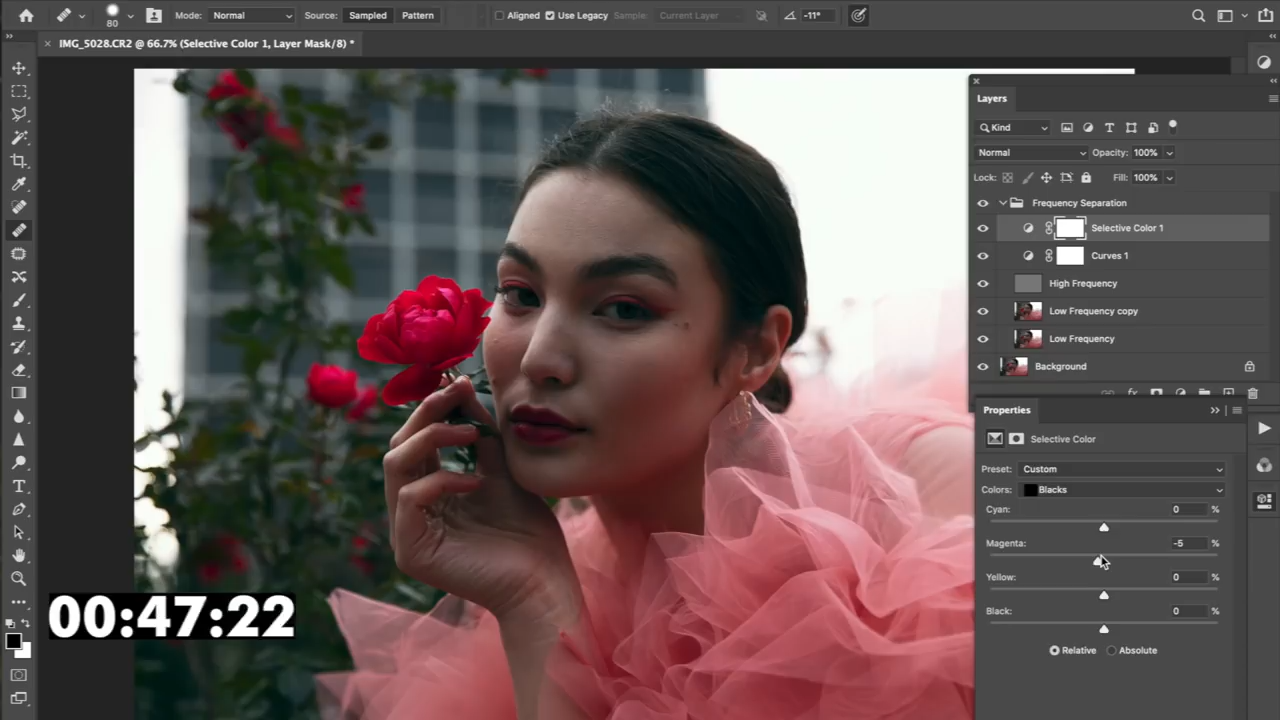 80 Mode: Normal Source: Sampled Pattern Aligned Use Legacy Sample: Current Layer -11°
× IMG_5028.CR2 @ 66.7% (Selective Color 1, Layer Mask/8) *
Layers
Kind
Normal Opacity: 100%
Lock: Fill: 100%
Frequency Separation
Selective Color 1
Curves 1
High Frequency
Low Frequency copy
Low Frequency
Background
fx
Properties
Selective Color
Preset: Custom
Colors: Blacks
Cyan: 0 %
Magenta: -5 %
Yellow: 0 %
Black: 0 %
Relative Absolute
00:47:22